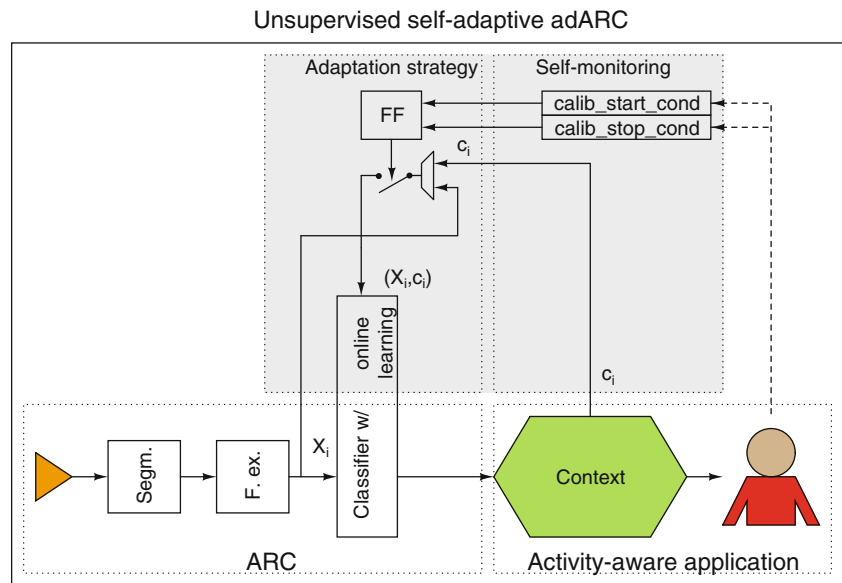 Unsupervised self-adaptive adARC
Adaptation strategy
Self-monitoring
FF
calib_start_cond
calib_stop_cond
c_i
(X_i,c_i)
online
learning
Classifier w/
c_i
Segm.
F. ex.
X_i
Context
ARC
Activity-aware application